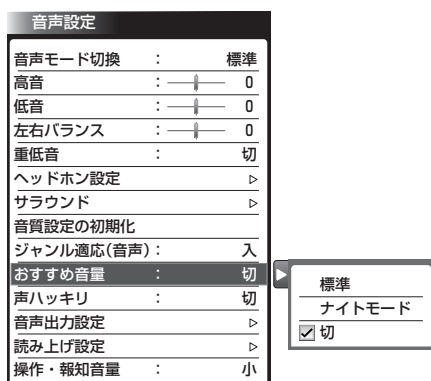 音声設定
音声モード切換 : 標準
高音 : 0
低音 : 0
左右バランス : 0
重低音 : 切
ヘッドホン設定
サラウンド
音質設定の初期化
ジャンル適応(音声) : 入
おすすめ音量 : 切
声ハッキリ : 切
音声出力設定
読み上げ設定
操作・報知音量 : 小
標準
ナイトモード
切